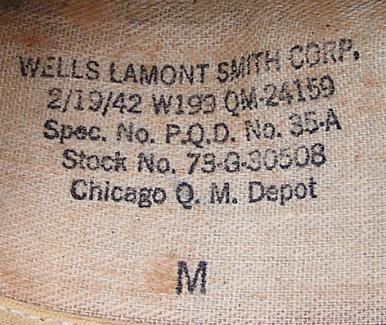 WELLS LAMONT SMITH CORP.
2/19/42 W199 QM-24159
Spec. No. P.Q.D. No. 35-A
Stock No. 73-G-30508
Chicago Q. M. Depot
M